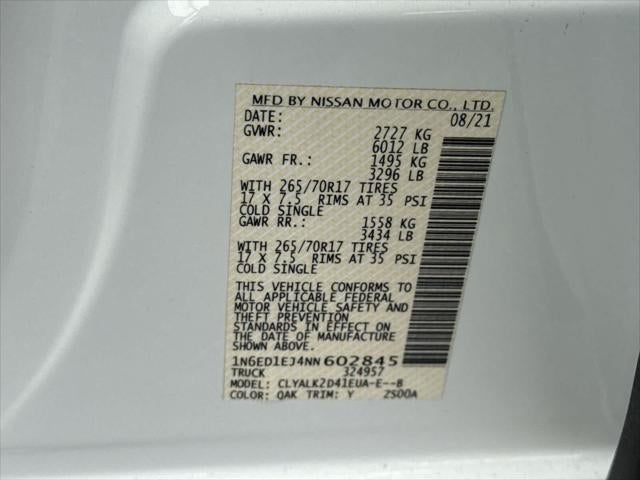 MFD BY NISSAN MOTOR CO., LTD.
DATE: 08/21
GVWR: 2727 KG
6012 LB
GAWR FR.: 1495 KG
3296 LB
WITH 265/70R17 TIRES
17 X 7.5 RIMS AT 35 PSI
COLD SINGLE
GAWR RR.: 1558 KG
3434 LB
WITH 265/70R17 TIRES
17 X 7.5 RIMS AT 35 PSI
COLD SINGLE
THIS VEHICLE CONFORMS TO
ALL APPLICABLE FEDERAL
MOTOR VEHICLE SAFETY AND
THEFT PREVENTION
STANDARDS IN EFFECT ON
THE DATE OF MANUFACTURE
SHOWN ABOVE.
1N6ED1EJ4NN602845
TRUCK 324957
MODEL: CLYALK2D41EUA-E--B
COLOR: QAK TRIM: Y 2S00A